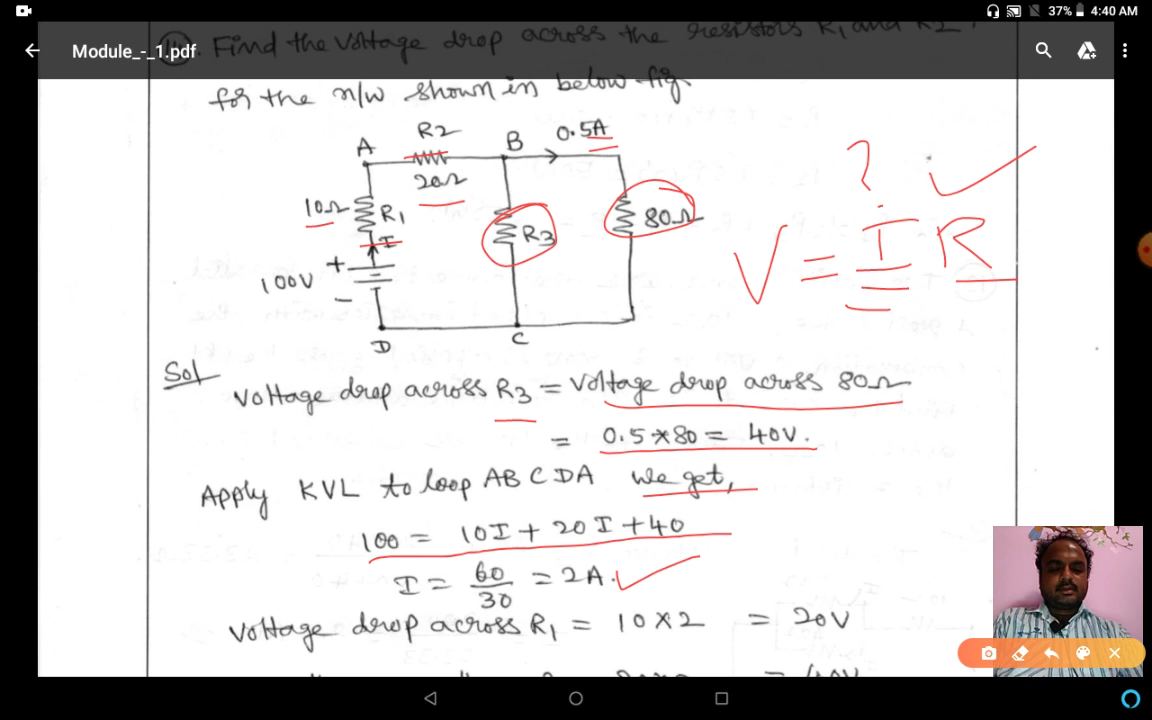 37% 4:40 AM
Module_-_1.pdf
Find the voltage drop across the resistors R1 and R2
for the n/w shown in below fig.
A R2 B 0.5A
20Ω
10Ω R1 R3 80Ω
I
+
100V
−
D C
? 
V = I R
Sol
Voltage drop across R3 = Voltage drop across 80Ω
= 0.5*80 = 40V.
Apply KVL to loop ABCDA we get,
100 = 10I + 20I + 40
I = 60/30 = 2A.
Voltage drop across R1 = 10×2 = 20V